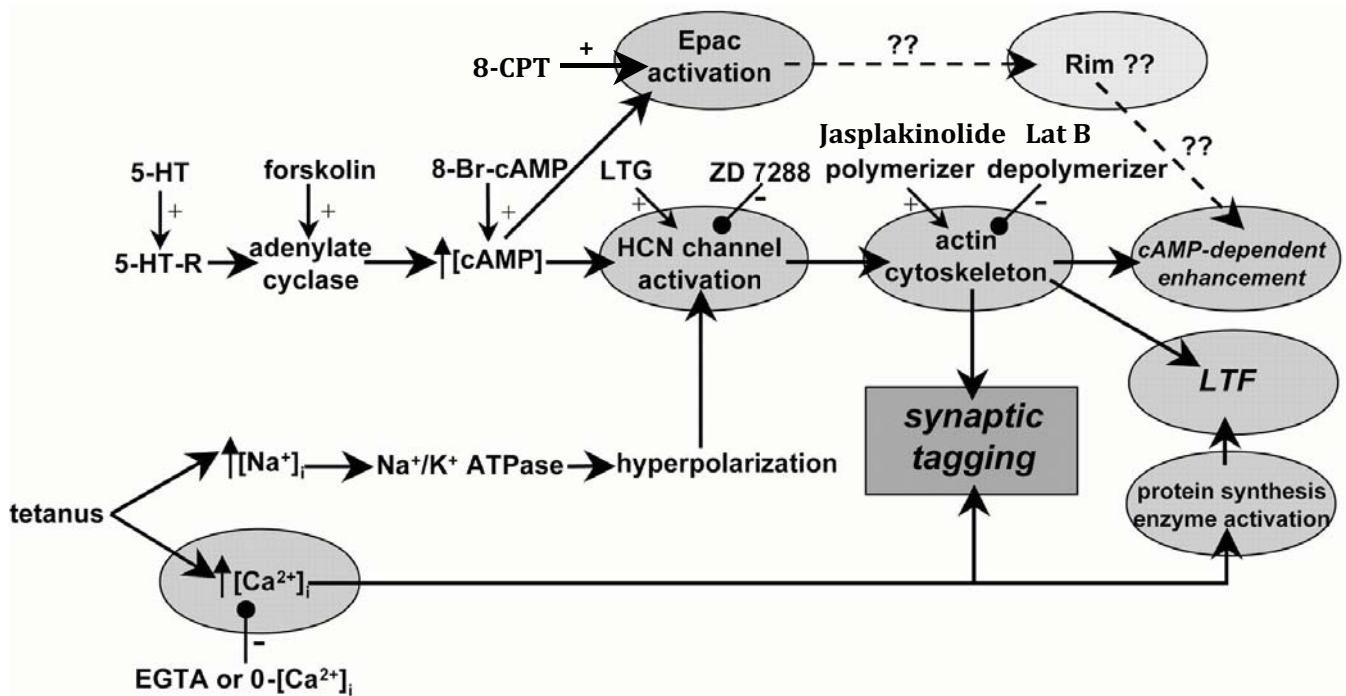 8-CPT
+
Epac
activation
??
Rim ??
??
5-HT
+
5-HT-R
forskolin
+
adenylate
cyclase
8-Br-cAMP
+
[cAMP]
LTG
+
ZD 7288
-
HCN channel
activation
Jasplakinolide
polymerizer
+
Lat B
depolymerizer
-
actin
cytoskeleton
cAMP-dependent
enhancement
LTF
synaptic
tagging
protein synthesis
enzyme activation
tetanus
[Na⁺]ᵢ
Na⁺/K⁺ ATPase
hyperpolarization
[Ca²⁺]ᵢ
-
EGTA or 0-[Ca²⁺]ᵢ